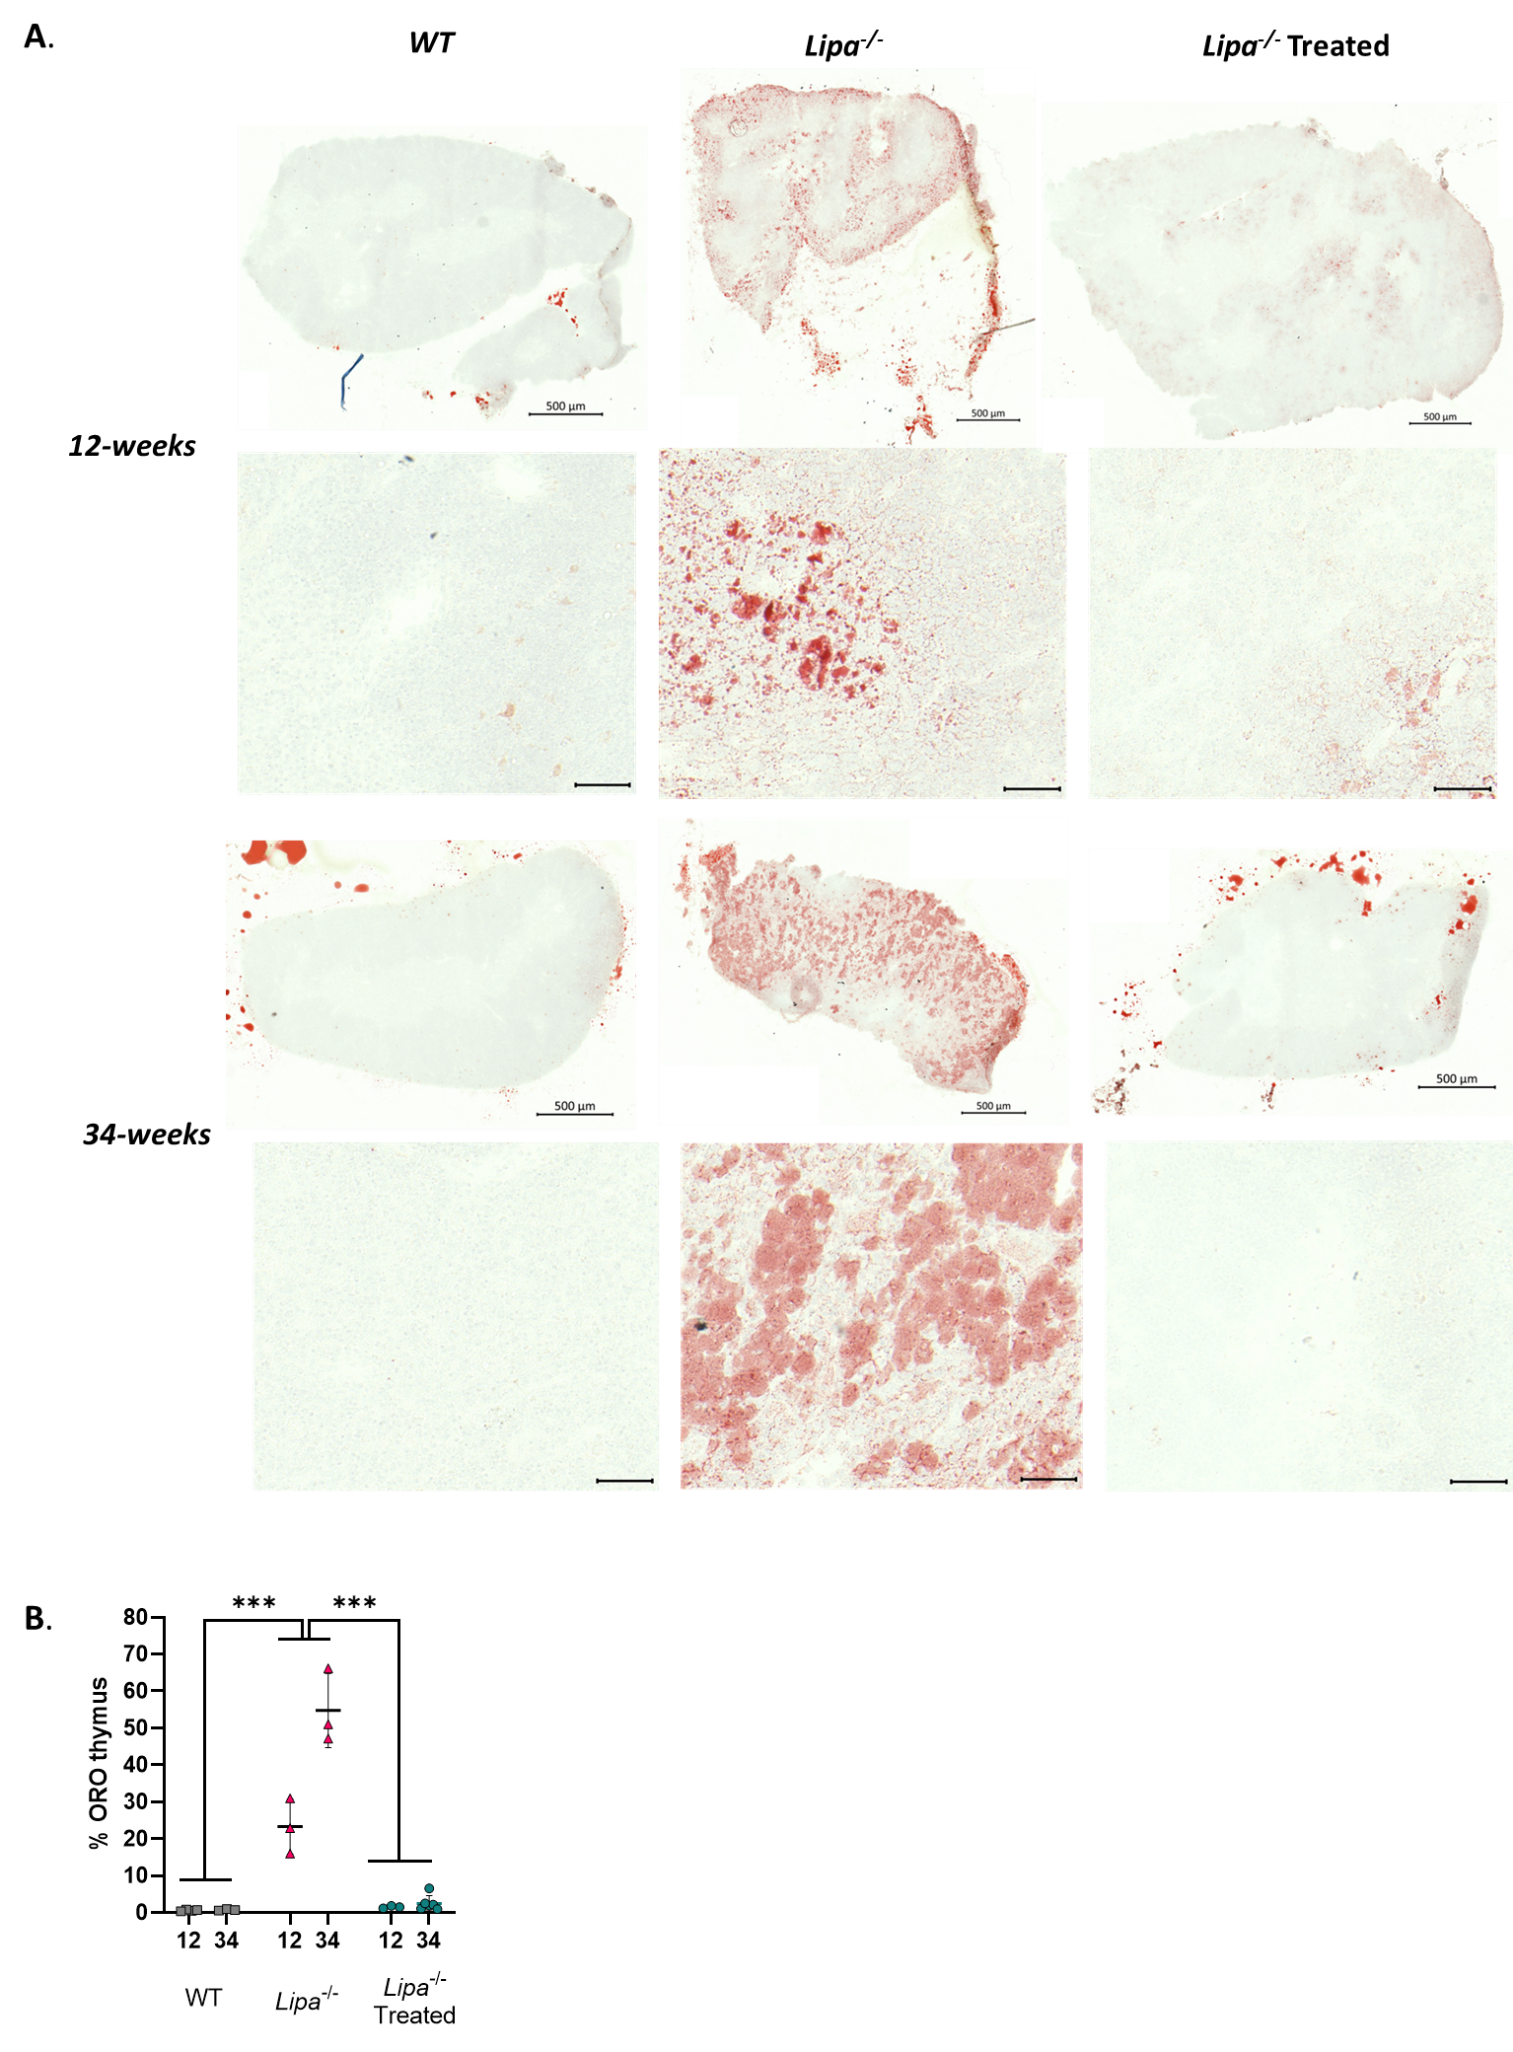 A.
WT
Lipa-/-
Lipa-/- Treated
500 µm
500 µm
500 µm
12-weeks
500 µm
500 µm
500 µm
34-weeks
B.
*** ***
80
70
60
50
40
30
20
10
0
% ORO thymus
12 34 12 34 12 34
WT
Lipa-/-
Lipa-/-
Treated